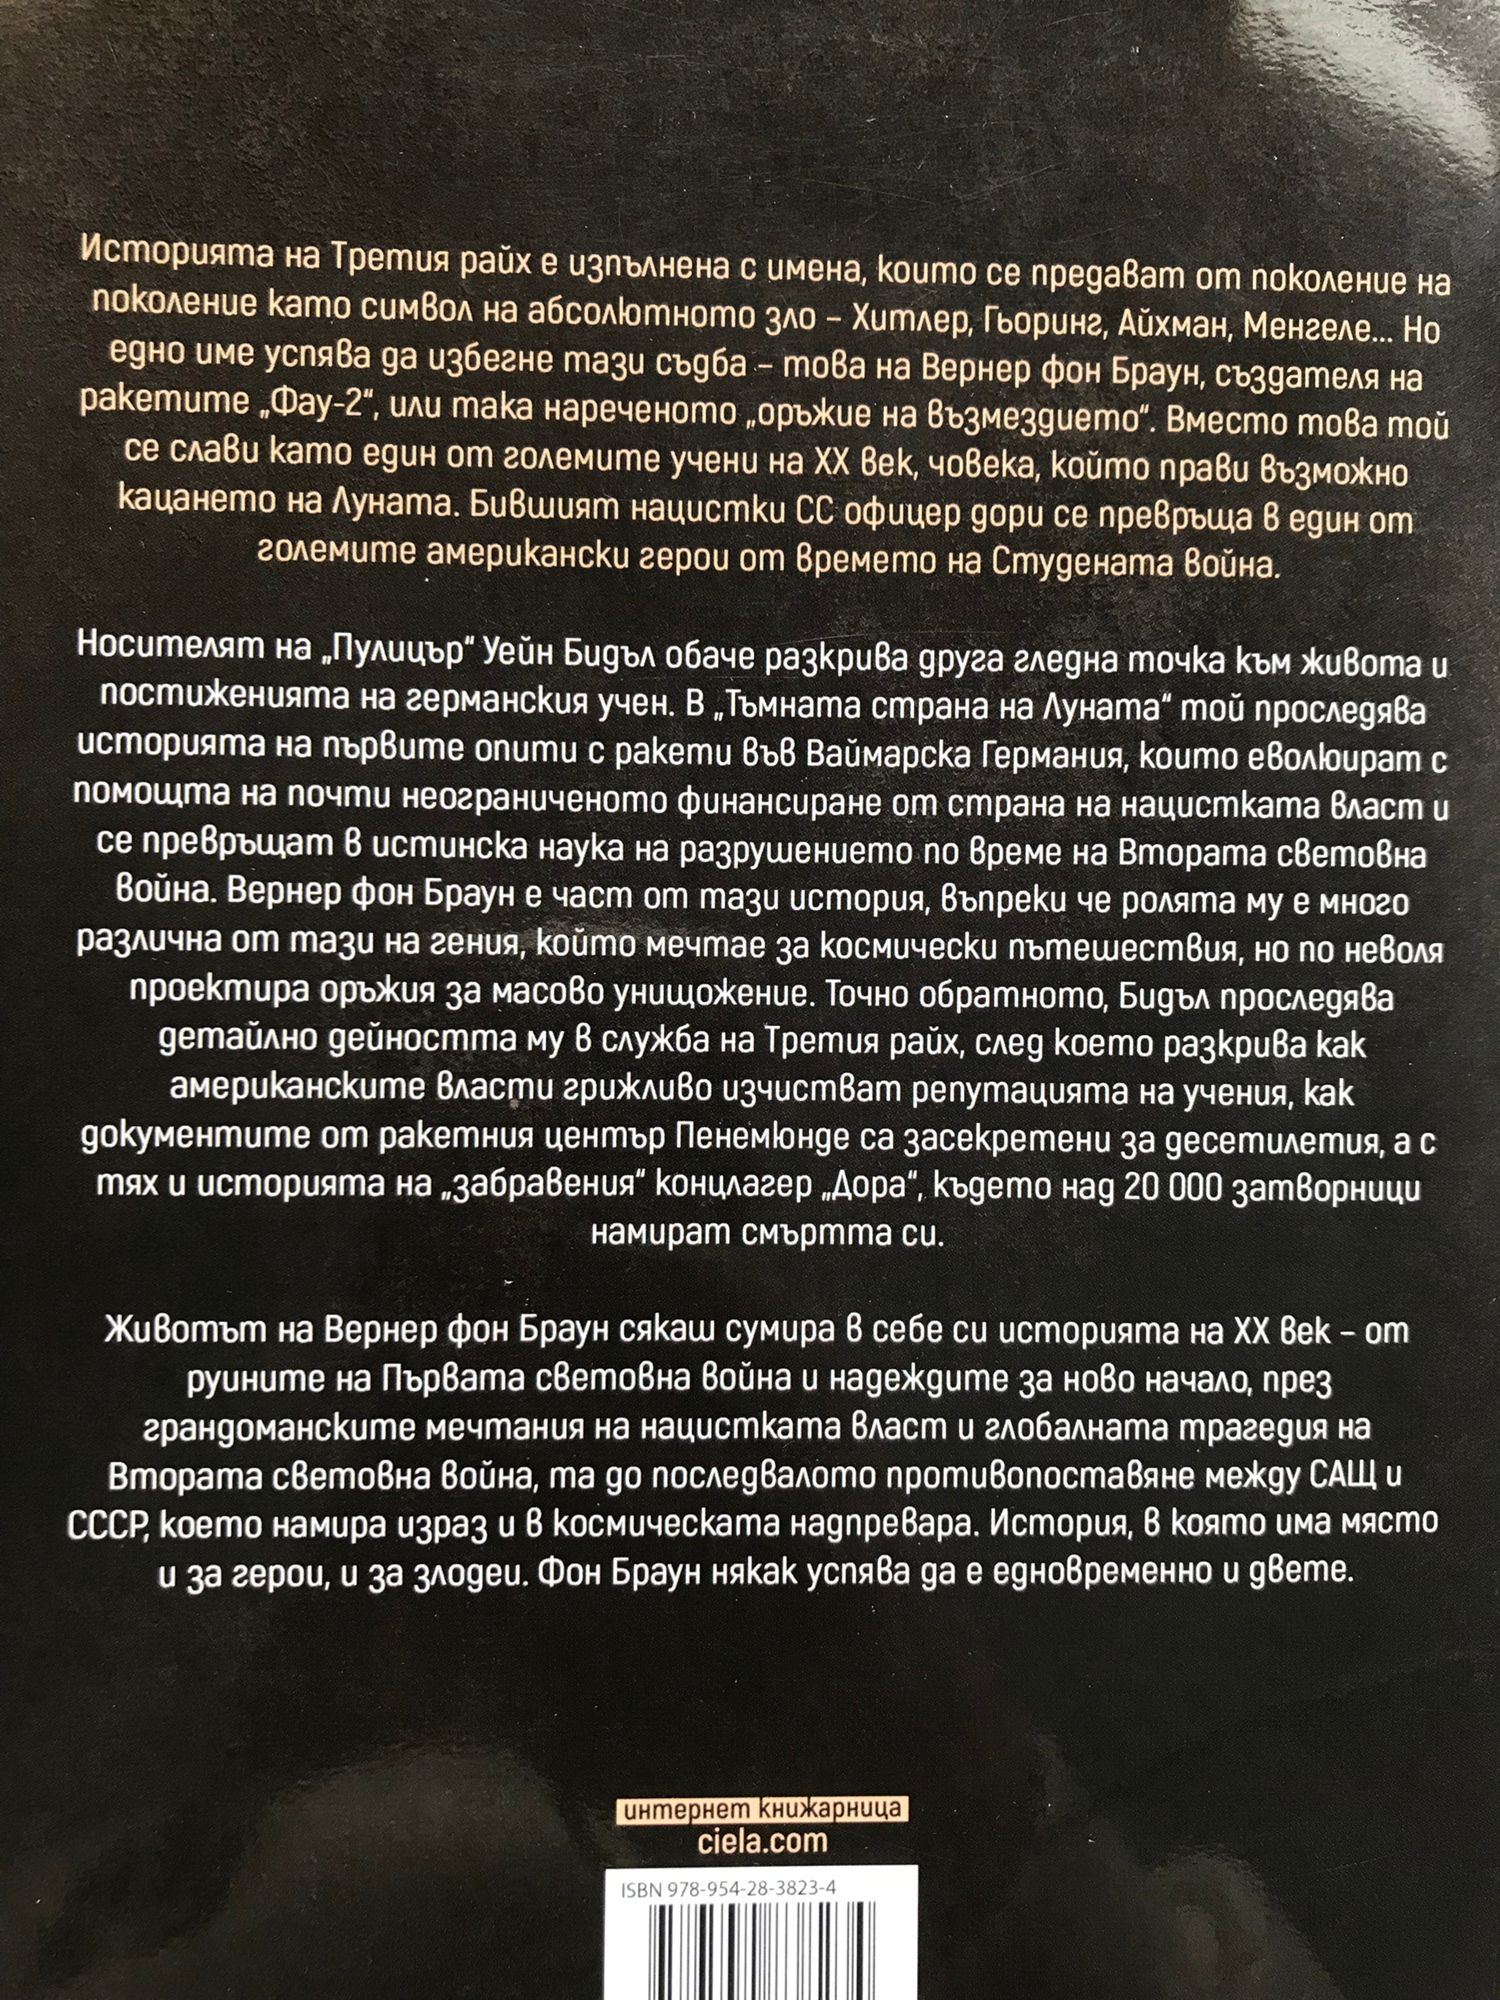 Историята на Третия райх е изпълнена с имена, които се предават от поколение на
поколение като символ на абсолютното зло – Хитлер, Гьоринг, Айхман, Менгеле... Но
едно име успява да избегне тази съдба – това на Вернер фон Браун, създателя на
ракетите „Фау-2“, или така нареченото „оръжие на възмездието“. Вместо това той
се слави като един от големите учени на XX век, човека, който прави възможно
кацането на Луната. Бившият нацистки СС офицер дори се превръща в един от
големите американски герои от времето на Студената война.
Носителят на „Пулицър“ Уейн Бидъл обаче разкрива друга гледна точка към живота и
постиженията на германския учен. В „Тъмната страна на Луната“ той проследява
историята на първите опити с ракети във Ваймарска Германия, които еволюират с
помощта на почти неограниченото финансиране от страна на нацистката власт и
се превръщат в истинска наука на разрушението по време на Втората световна
война. Вернер фон Браун е част от тази история, въпреки че ролята му е много
различна от тази на гения, който мечтае за космически пътешествия, но по неволя
проектира оръжия за масово унищожение. Точно обратното, Бидъл проследява
детайлно дейността му в служба на Третия райх, след което разкрива как
американските власти грижливо изчистват репутацията на учения, как
документите от ракетния център Пенемюнде са засекретени за десетилетия, а с
тях и историята на „забравения“ концлагер „Дора“, където над 20 000 затворници
намират смъртта си.
Животът на Вернер фон Браун сякаш сумира в себе си историята на XX век – от
руините на Първата световна война и надеждите за ново начало, през
грандоманските мечтания на нацистката власт и глобалната трагедия на
Втората световна война, та до последвалото противопоставяне между САЩ и
СССР, което намира израз и в космическата надпревара. История, в която има място
и за герои, и за злодеи. Фон Браун някак успява да е едновременно и двете.
интернет книжарница
ciela.com
ISBN 978-954-28-3823-4